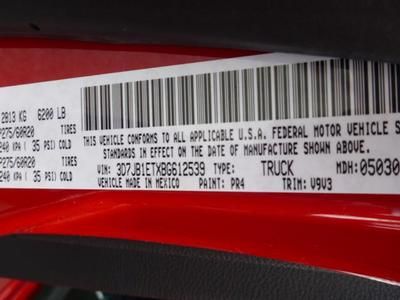 2813 KG 6200 LB
P275/60R20 TIRES
240 KPA ( 35 PSI) COLD
P275/60R20 TIRES
240 KPA ( 35 PSI) COLD
THIS VEHICLE CONFORMS TO ALL APPLICABLE U.S.A. FEDERAL MOTOR VEHICLE S
STANDARDS IN EFFECT ON THE DATE OF MANUFACTURE SHOWN ABOVE
VIN: 3D7JB1ETXBG612539 TYPE: TRUCK MDH: 05030
VEHICLE MADE IN MEXICO PAINT: PR4 TRIM: V9V3